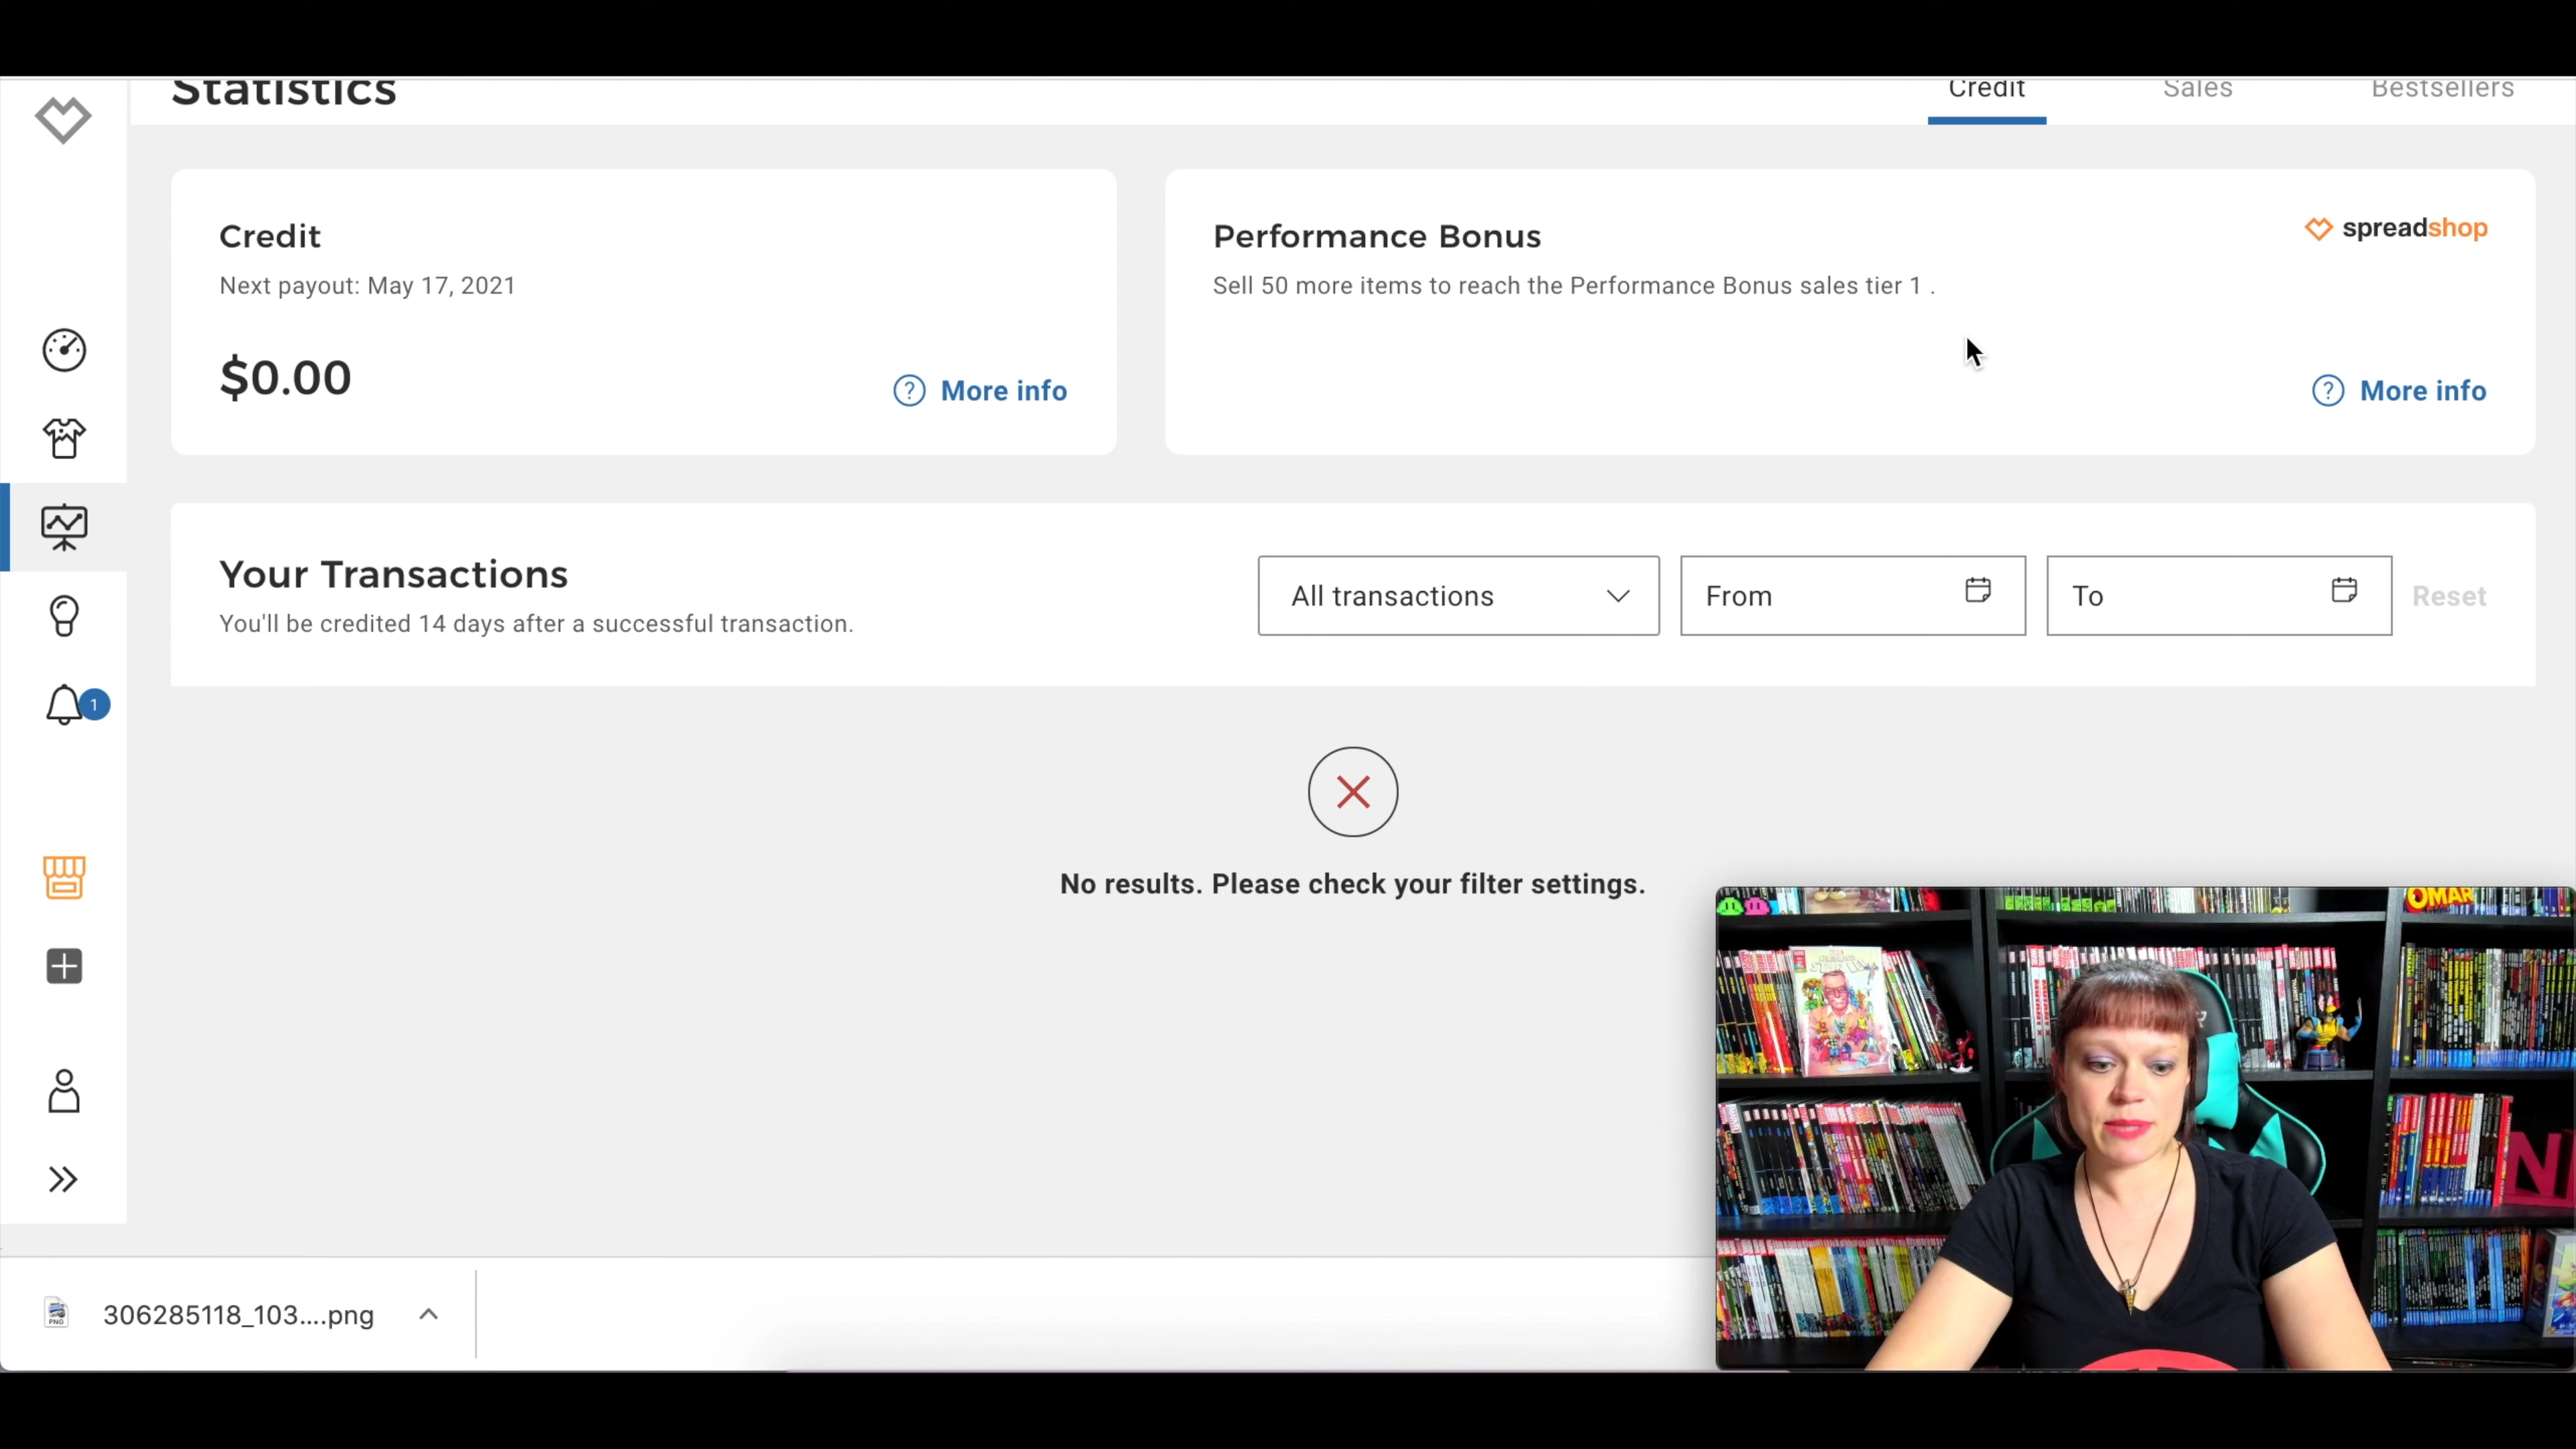 Statistics
Credit
Sales
Bestsellers
Credit
Next payout: May 17, 2021
$0.00
? More info
Performance Bonus
spreadshop
Sell 50 more items to reach the Performance Bonus sales tier 1 .
? More info
Your Transactions
You'll be credited 14 days after a successful transaction.
All transactions
From
To
Reset
1
No results. Please check your filter settings.
OMAR
PNG
306285118_103....png